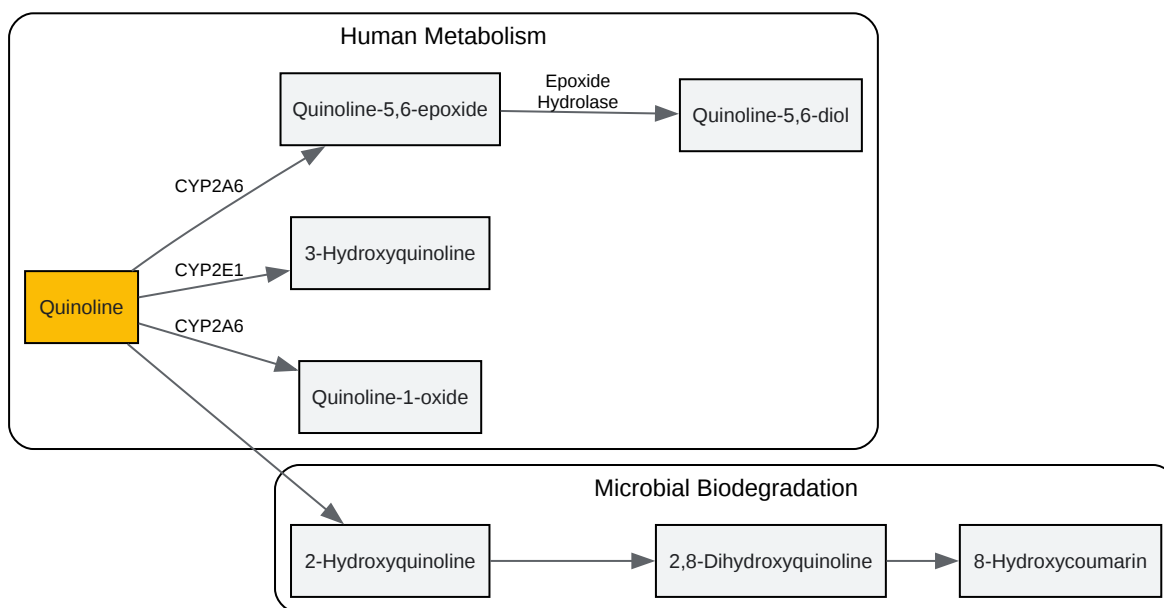 Human Metabolism
Epoxide
Hydrolase
Quinoline-5,6-epoxide
Quinoline-5,6-diol
CYP2A6
3-Hydroxyquinoline
CYP2E1
Quinoline
CYP2A6
Quinoline-1-oxide
Microbial Biodegradation
2-Hydroxyquinoline
2,8-Dihydroxyquinoline
8-Hydroxycoumarin